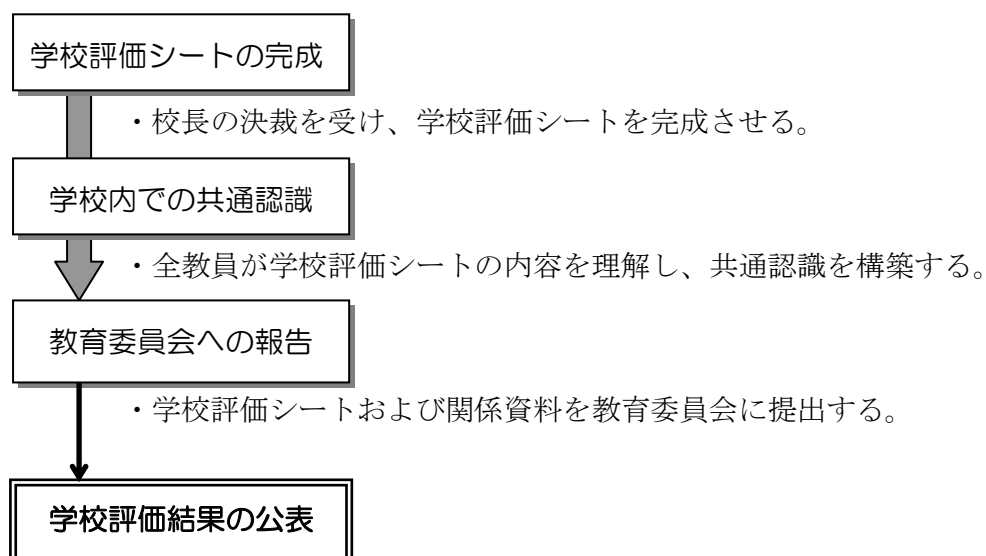 学校評価シートの完成
・校長の決裁を受け、学校評価シートを完成させる。
学校内での共通認識
・全教員が学校評価シートの内容を理解し、共通認識を構築する。
教育委員会への報告
・学校評価シートおよび関係資料を教育委員会に提出する。
学校評価結果の公表